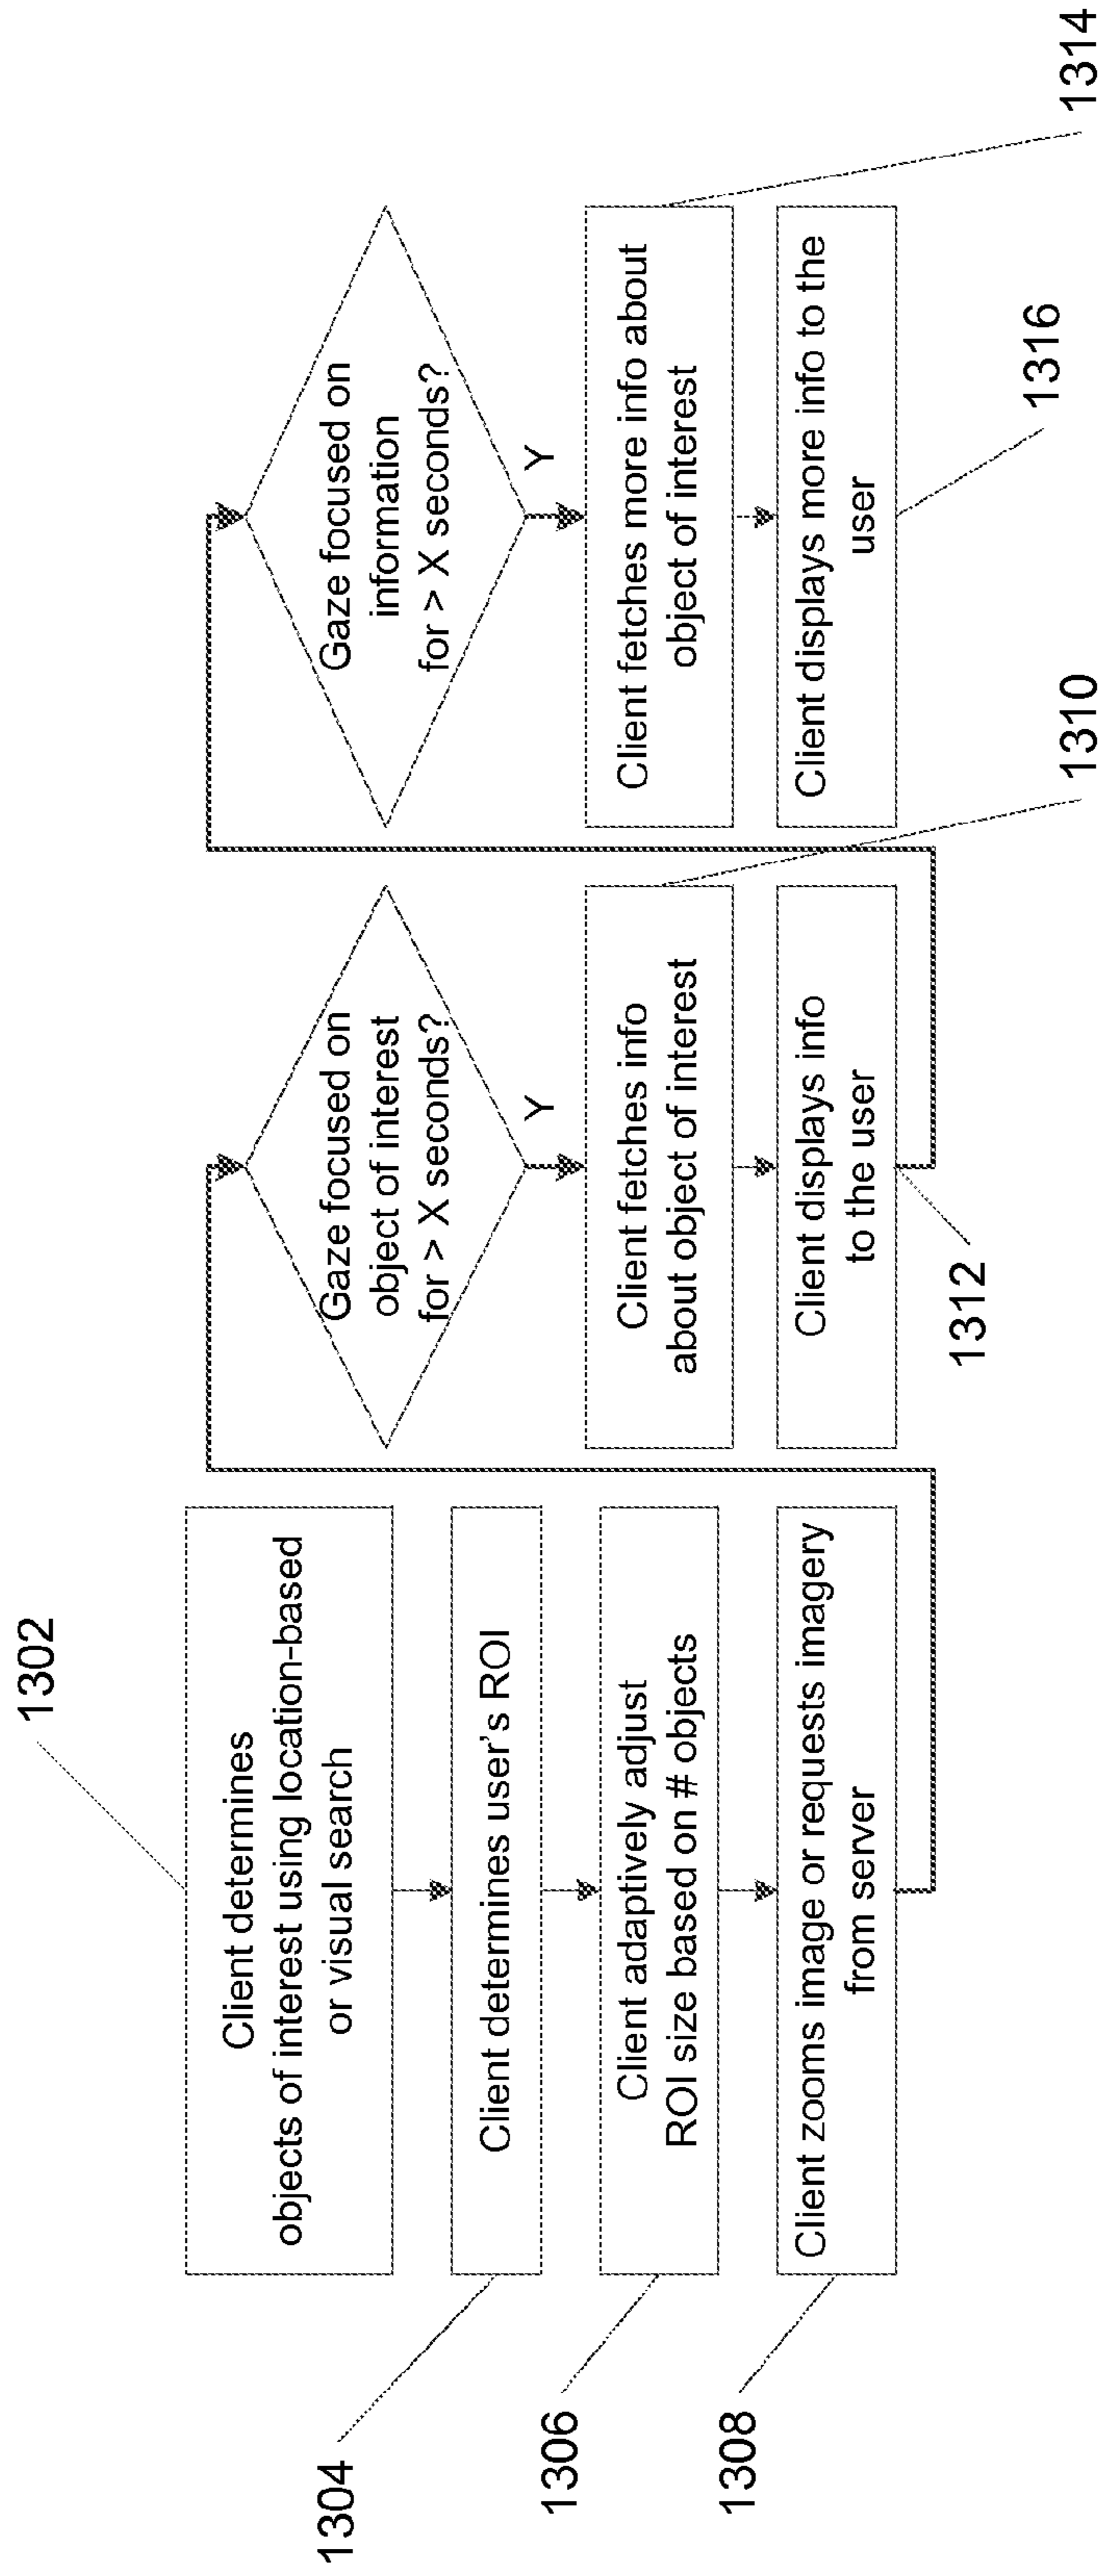 1302
Client determines
objects of interest using location-based
or visual search
1304
Client determines user's ROI
1306
Client adaptively adjust
ROI size based on # objects
1308
Client zooms image or requests imagery
from server
Gaze focused on
object of interest
for > X seconds?
Y
Client fetches info
about object of interest
1310
Client displays info
to the user
1312
Gaze focused on
information
for > X seconds?
Y
Client fetches more info about
object of interest
1314
Client displays more info to the
user
1316